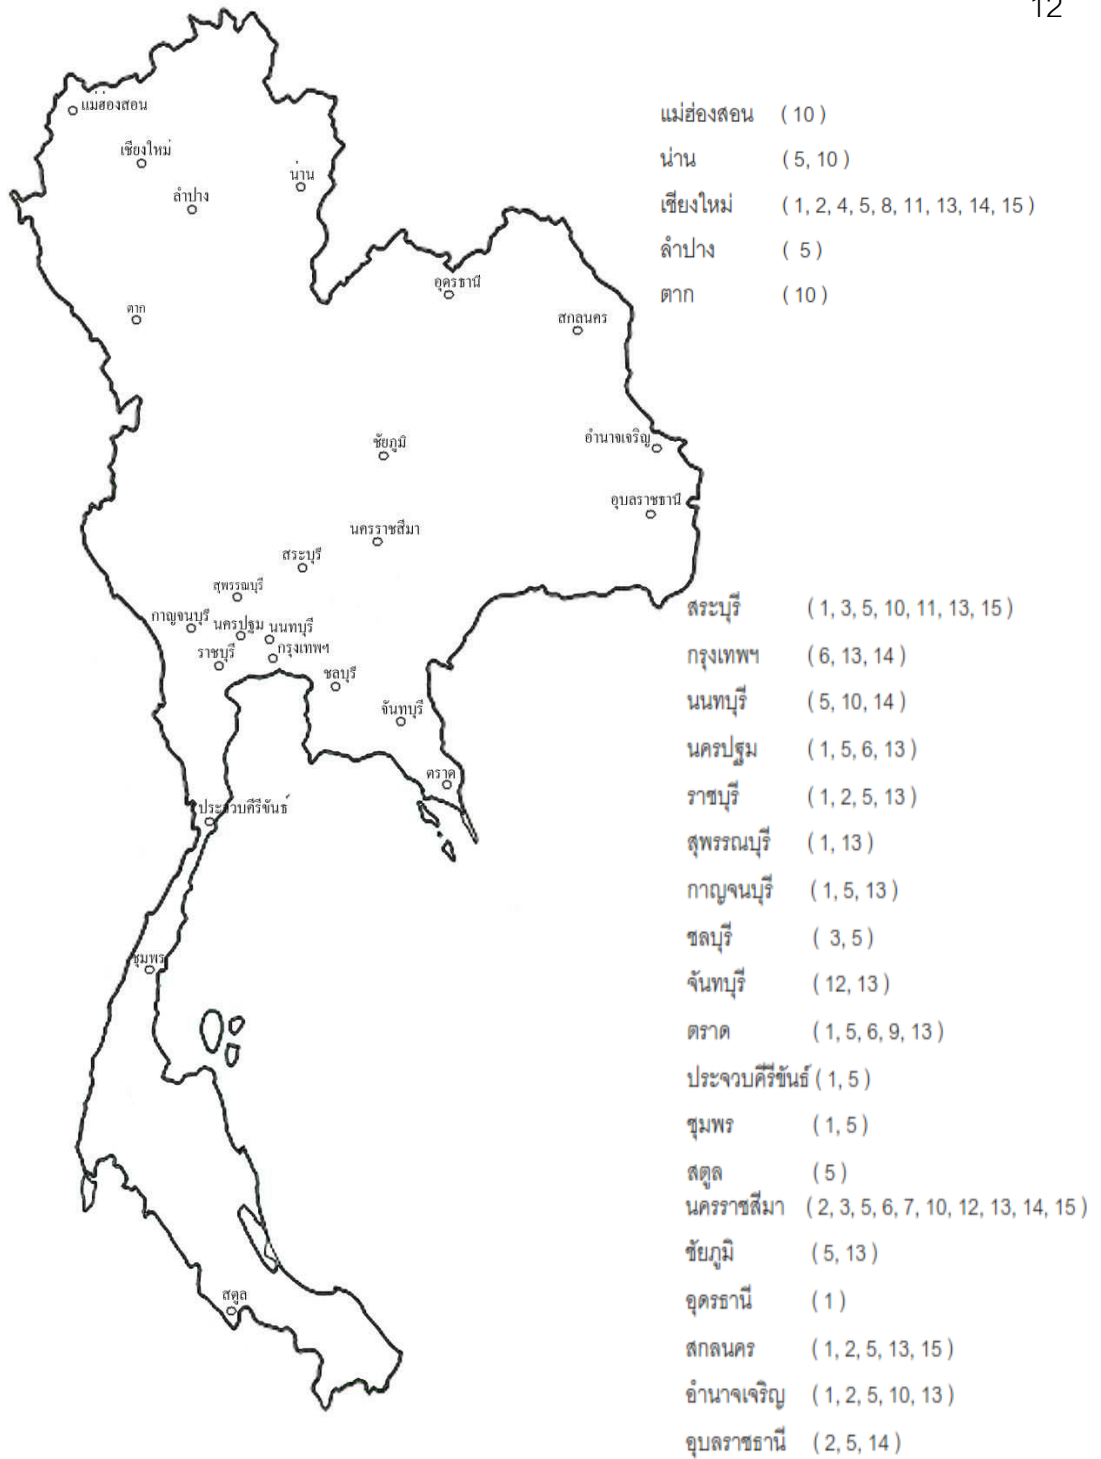 12
แม่ฮ่องสอน
เชียงใหม่
น่าน
ลำปาง
อุดรธานี
ตาก
สกลนคร
ชัยภูมิ
อำนาจเจริญ
อุบลราชธานี
นครราชสีมา
สระบุรี
สุพรรณบุรี
กาญจนบุรี
นครปฐม
นนทบุรี
ราชบุรี
กรุงเทพฯ
ชลบุรี
จันทบุรี
ตราด
ประจวบคีรีขันธ์
ชุมพร
สตูล
แม่ฮ่องสอน ( 10 )
น่าน ( 5, 10 )
เชียงใหม่ ( 1, 2, 4, 5, 8, 11, 13, 14, 15 )
ลำปาง ( 5 )
ตาก ( 10 )
สระบุรี ( 1, 3, 5, 10, 11, 13, 15 )
กรุงเทพฯ ( 6, 13, 14 )
นนทบุรี ( 5, 10, 14 )
นครปฐม ( 1, 5, 6, 13 )
ราชบุรี ( 1, 2, 5, 13 )
สุพรรณบุรี ( 1, 13 )
กาญจนบุรี ( 1, 5, 13 )
ชลบุรี ( 3, 5 )
จันทบุรี ( 12, 13 )
ตราด ( 1, 5, 6, 9, 13 )
ประจวบคีรีขันธ์ ( 1, 5 )
ชุมพร ( 1, 5 )
สตูล ( 5 )
นครราชสีมา ( 2, 3, 5, 6, 7, 10, 12, 13, 14, 15 )
ชัยภูมิ ( 5, 13 )
อุดรธานี ( 1 )
สกลนคร ( 1, 2, 5, 13, 15 )
อำนาจเจริญ ( 1, 2, 5, 10, 13 )
อุบลราชธานี ( 2, 5, 14 )